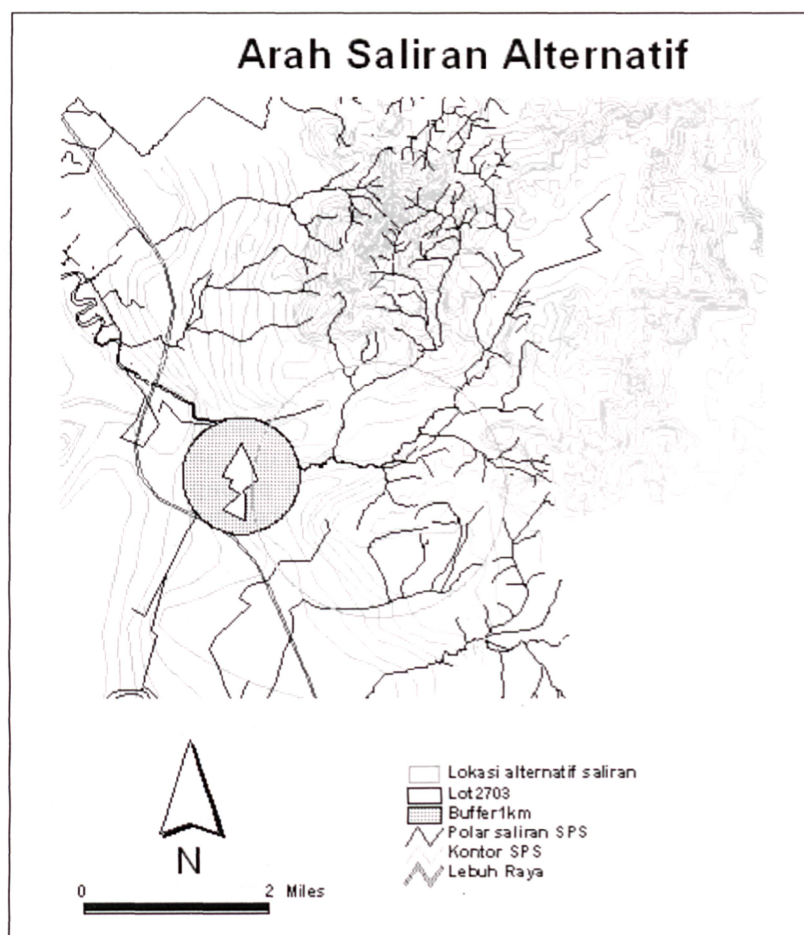 Arah Saliran Alternatif
N
0 2 Miles
Lokasi alternatif saliran
Lot2703
Buffer1km
Polar saliran SPS
Kontor SPS
Lebuh Raya